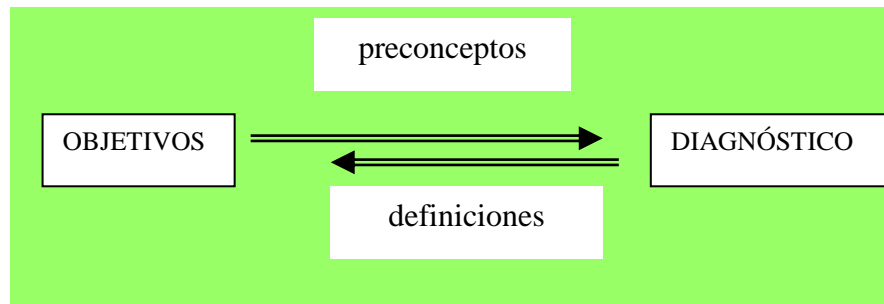 preconceptos
OBJETIVOS
DIAGNÓSTICO
definiciones